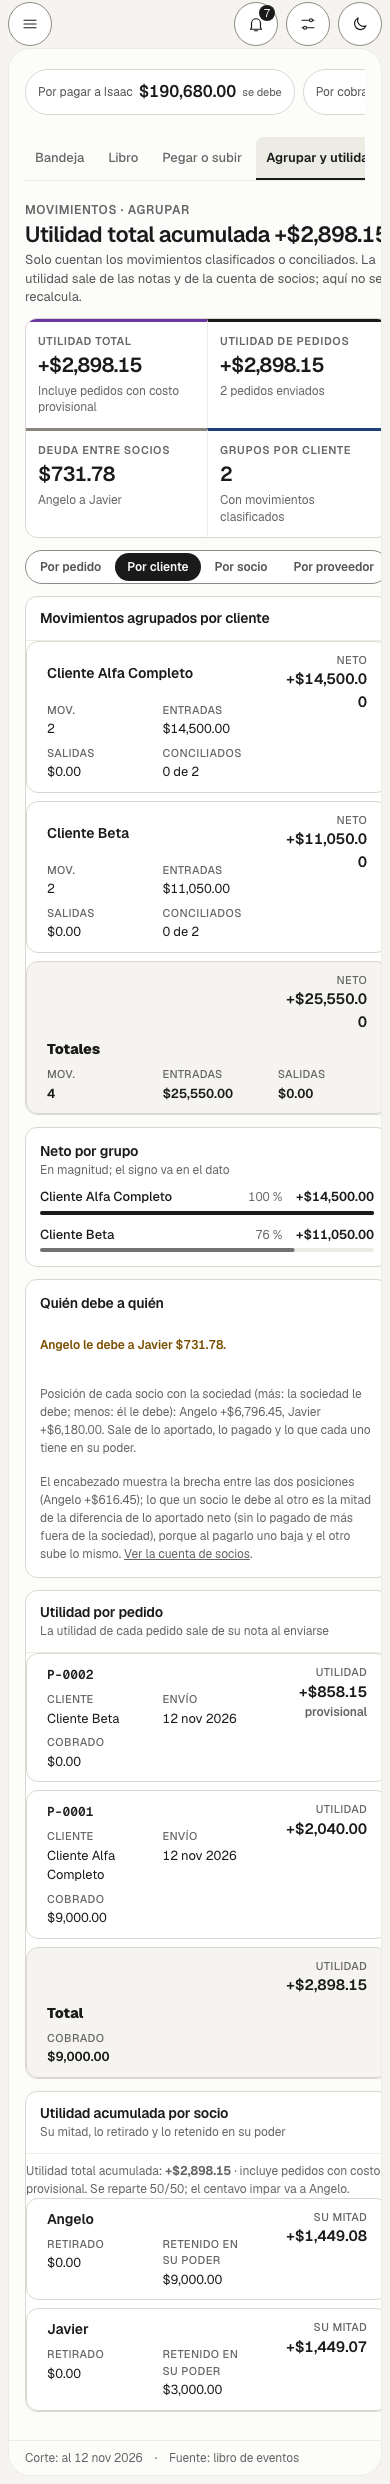 7
Por pagar a Isaac $190,680.00 se debe
Por cobra
Bandeja Libro Pegar o subir Agrupar y utilida
MOVIMIENTOS · AGRUPAR
Utilidad total acumulada +$2,898.15
Solo cuentan los movimientos clasificados o conciliados. La
utilidad sale de las notas y de la cuenta de socios; aquí no se
recalcula.
UTILIDAD TOTAL
+$2,898.15
Incluye pedidos con costo
provisional
UTILIDAD DE PEDIDOS
+$2,898.15
2 pedidos enviados
DEUDA ENTRE SOCIOS
$731.78
Angelo a Javier
GRUPOS POR CLIENTE
2
Con movimientos
clasificados
Por pedido Por cliente Por socio Por proveedor
Movimientos agrupados por cliente
Cliente Alfa Completo
NETO
+$14,500.0
0
MOV. ENTRADAS
2 $14,500.00
SALIDAS CONCILIADOS
$0.00 0 de 2
Cliente Beta
NETO
+$11,050.0
0
MOV. ENTRADAS
2 $11,050.00
SALIDAS CONCILIADOS
$0.00 0 de 2
NETO
+$25,550.0
0
Totales
MOV. ENTRADAS SALIDAS
4 $25,550.00 $0.00
Neto por grupo
En magnitud; el signo va en el dato
Cliente Alfa Completo 100 % +$14,500.00
Cliente Beta 76 % +$11,050.00
Quién debe a quién
Angelo le debe a Javier $731.78.
Posición de cada socio con la sociedad (más: la sociedad le
debe; menos: él le debe): Angelo +$6,796.45, Javier
+$6,180.00. Sale de lo aportado, lo pagado y lo que cada uno
tiene en su poder.
El encabezado muestra la brecha entre las dos posiciones
(Angelo +$616.45); lo que un socio le debe al otro es la mitad
de la diferencia de lo aportado neto (sin lo pagado de más
fuera de la sociedad), porque al pagarlo uno baja y el otro
sube lo mismo. Ver la cuenta de socios.
Utilidad por pedido
La utilidad de cada pedido sale de su nota al enviarse
P-0002
UTILIDAD
+$858.15
provisional
CLIENTE ENVÍO
Cliente Beta 12 nov 2026
COBRADO
$0.00
P-0001
UTILIDAD
+$2,040.00
CLIENTE ENVÍO
Cliente Alfa 12 nov 2026
Completo
COBRADO
$9,000.00
UTILIDAD
+$2,898.15
Total
COBRADO
$9,000.00
Utilidad acumulada por socio
Su mitad, lo retirado y lo retenido en su poder
Utilidad total acumulada: +$2,898.15 · incluye pedidos con costo
provisional. Se reparte 50/50; el centavo impar va a Angelo.
Angelo
SU MITAD
+$1,449.08
RETIRADO RETENIDO EN
SU PODER
$0.00 $9,000.00
Javier
SU MITAD
+$1,449.07
RETIRADO RETENIDO EN
SU PODER
$0.00 $3,000.00
Corte: al 12 nov 2026 · Fuente: libro de eventos